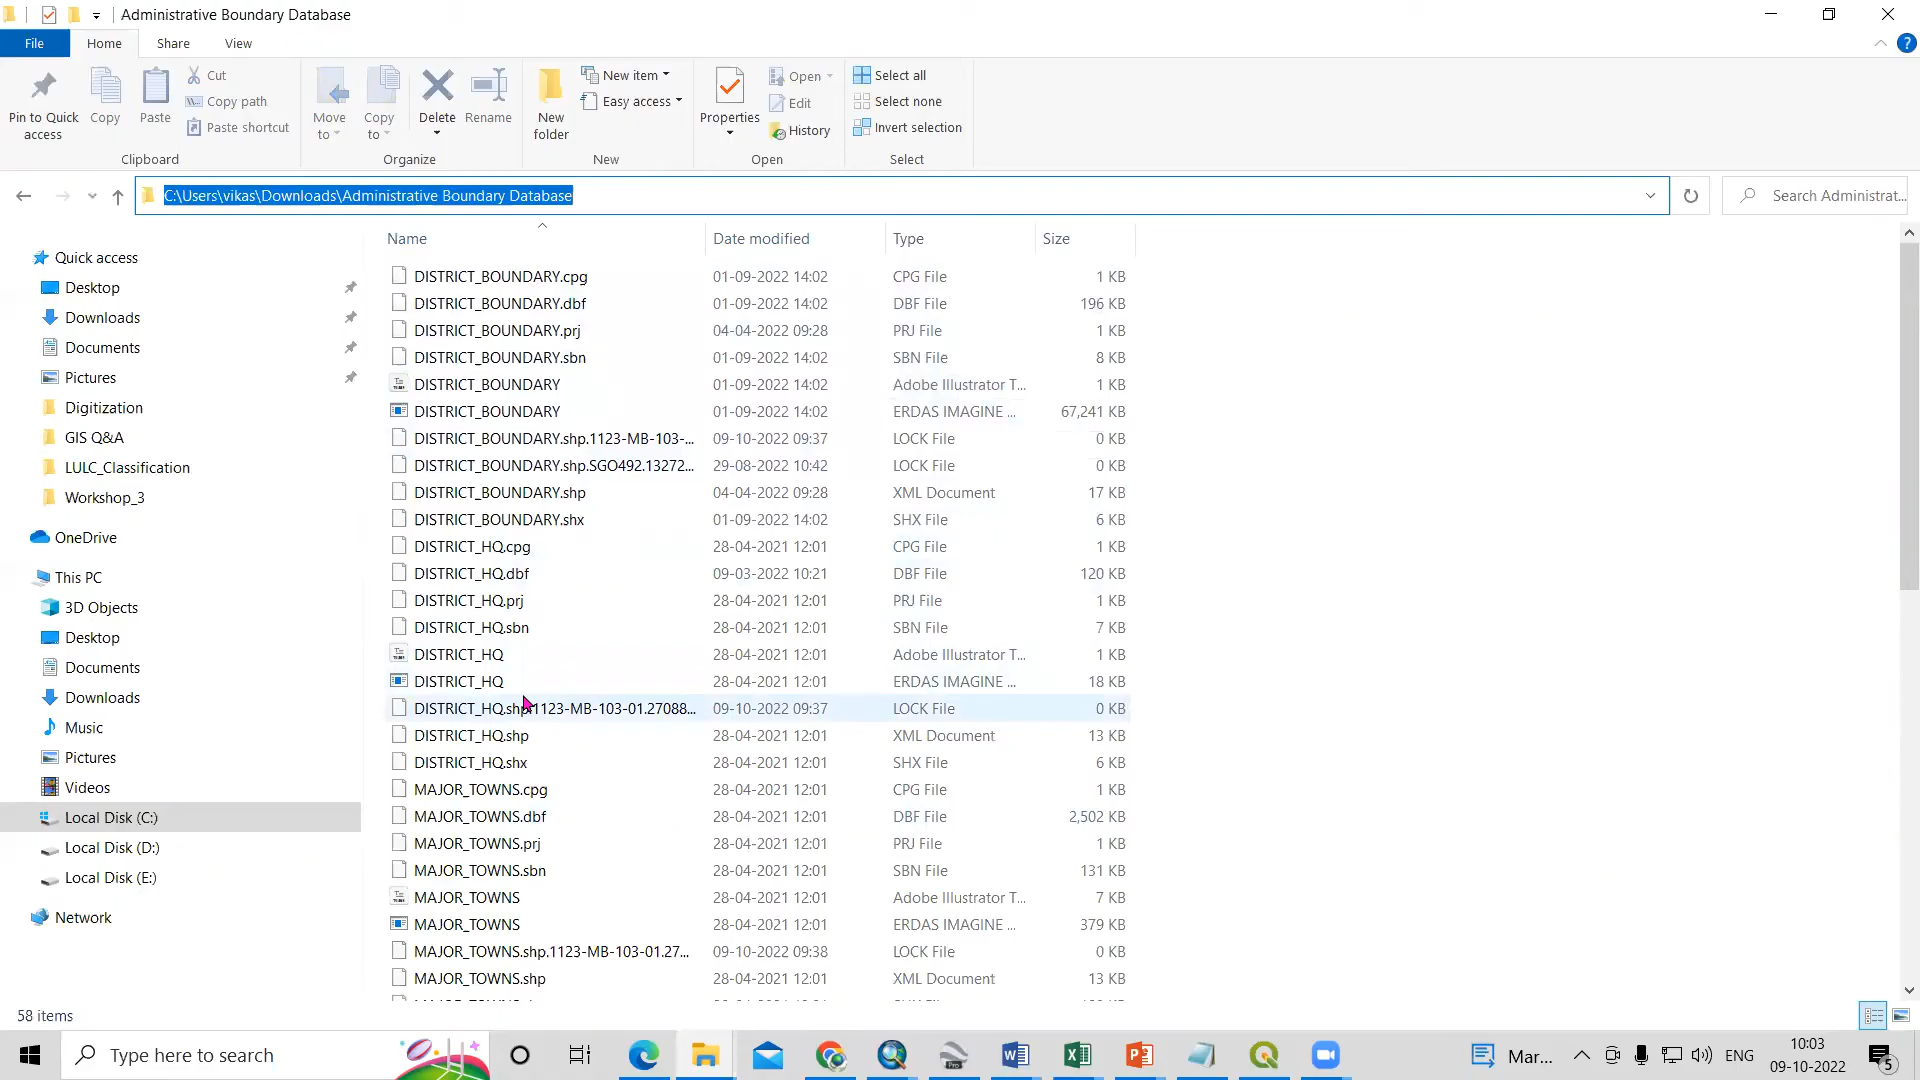 Administrative Boundary Database
File Home Share View
Pin to Quick access
Copy
Paste
Cut
Copy path
Paste shortcut
Clipboard
Move to
Copy to
Delete
Rename
Organize
New folder
New item
Easy access
New
Properties
Open
Edit
History
Open
Select all
Select none
Invert selection
Select
C:\Users\vikas\Downloads\Administrative Boundary Database
Search Administrat...
Quick access
Desktop
Downloads
Documents
Pictures
Digitization
GIS Q&A
LULC_Classification
Workshop_3
OneDrive
This PC
3D Objects
Desktop
Documents
Downloads
Music
Pictures
Videos
Local Disk (C:)
Local Disk (D:)
Local Disk (E:)
Network
Name Date modified Type Size
DISTRICT_BOUNDARY.cpg 01-09-2022 14:02 CPG File 1 KB
DISTRICT_BOUNDARY.dbf 01-09-2022 14:02 DBF File 196 KB
DISTRICT_BOUNDARY.prj 04-04-2022 09:28 PRJ File 1 KB
DISTRICT_BOUNDARY.sbn 01-09-2022 14:02 SBN File 8 KB
DISTRICT_BOUNDARY 01-09-2022 14:02 Adobe Illustrator T... 1 KB
DISTRICT_BOUNDARY 01-09-2022 14:02 ERDAS IMAGINE ... 67,241 KB
DISTRICT_BOUNDARY.shp.1123-MB-103-... 09-10-2022 09:37 LOCK File 0 KB
DISTRICT_BOUNDARY.shp.SGO492.13272... 29-08-2022 10:42 LOCK File 0 KB
DISTRICT_BOUNDARY.shp 04-04-2022 09:28 XML Document 17 KB
DISTRICT_BOUNDARY.shx 01-09-2022 14:02 SHX File 6 KB
DISTRICT_HQ.cpg 28-04-2021 12:01 CPG File 1 KB
DISTRICT_HQ.dbf 09-03-2022 10:21 DBF File 120 KB
DISTRICT_HQ.prj 28-04-2021 12:01 PRJ File 1 KB
DISTRICT_HQ.sbn 28-04-2021 12:01 SBN File 7 KB
DISTRICT_HQ 28-04-2021 12:01 Adobe Illustrator T... 1 KB
DISTRICT_HQ 28-04-2021 12:01 ERDAS IMAGINE ... 18 KB
DISTRICT_HQ.shp.1123-MB-103-01.27088... 09-10-2022 09:37 LOCK File 0 KB
DISTRICT_HQ.shp 28-04-2021 12:01 XML Document 13 KB
DISTRICT_HQ.shx 28-04-2021 12:01 SHX File 6 KB
MAJOR_TOWNS.cpg 28-04-2021 12:01 CPG File 1 KB
MAJOR_TOWNS.dbf 28-04-2021 12:01 DBF File 2,502 KB
MAJOR_TOWNS.prj 28-04-2021 12:01 PRJ File 1 KB
MAJOR_TOWNS.sbn 28-04-2021 12:01 SBN File 131 KB
MAJOR_TOWNS 28-04-2021 12:01 Adobe Illustrator T... 7 KB
MAJOR_TOWNS 28-04-2021 12:01 ERDAS IMAGINE ... 379 KB
MAJOR_TOWNS.shp.1123-MB-103-01.27... 09-10-2022 09:38 LOCK File 0 KB
MAJOR_TOWNS.shp 28-04-2021 12:01 XML Document 13 KB
58 items
Type here to search
Mar...
ENG
10:03
09-10-2022
5